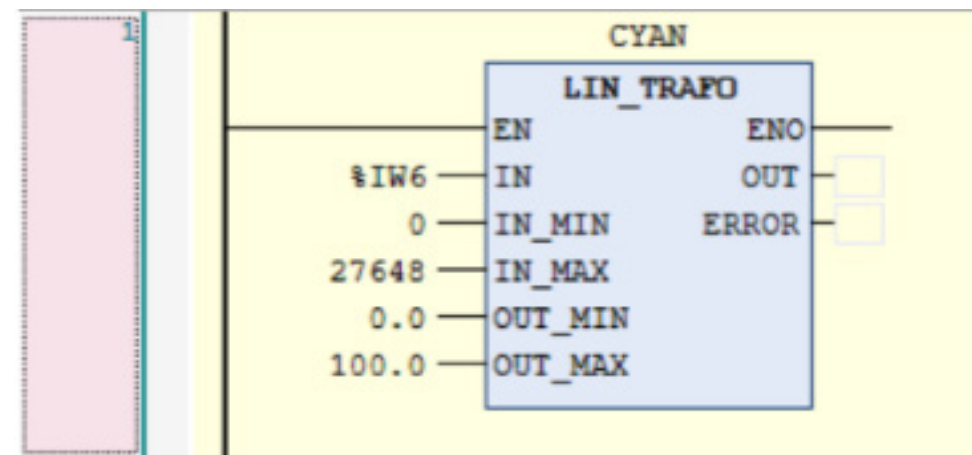 1
CYAN
LIN_TRAFO
EN ENO
%IW6 IN OUT
0 IN_MIN ERROR
27648 IN_MAX
0.0 OUT_MIN
100.0 OUT_MAX